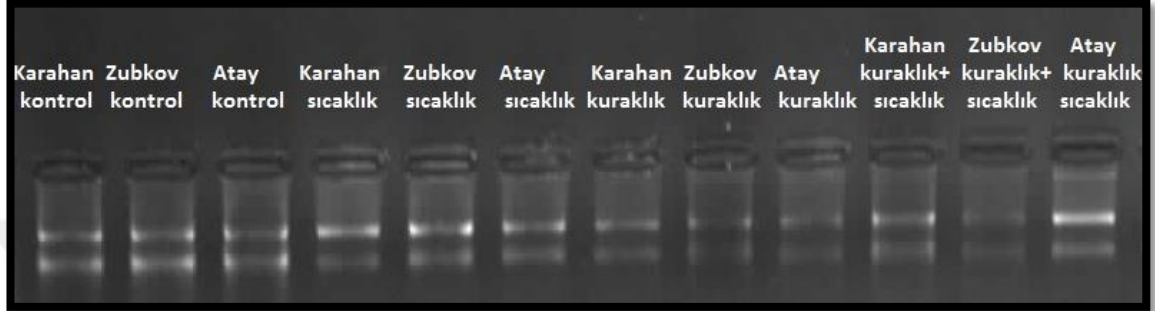 Karahan kontrol
Zubkov kontrol
Atay kontrol
Karahan sıcaklık
Zubkov sıcaklık
Atay sıcaklık
Karahan kuraklık
Zubkov kuraklık
Atay kuraklık
Karahan kuraklık+ sıcaklık
Zubkov kuraklık+ sıcaklık
Atay kuraklık sıcaklık